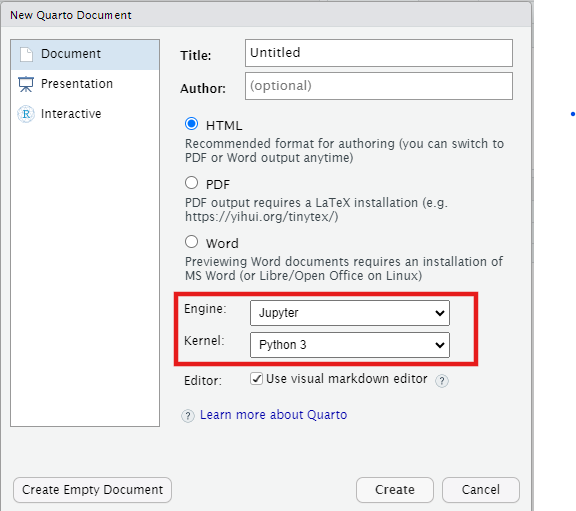 New Quarto Document
Document
Presentation
R Interactive
Title: Untitled
Author: (optional)
HTML
Recommended format for authoring (you can switch to
PDF or Word output anytime)
PDF
PDF output requires a LaTeX installation (e.g.
https://yihui.org/tinytex/)
Word
Previewing Word documents requires an installation of
MS Word (or Libre/Open Office on Linux)
Engine: Jupyter
Kernel: Python 3
Editor: Use visual markdown editor ?
? Learn more about Quarto
Create Empty Document Create Cancel